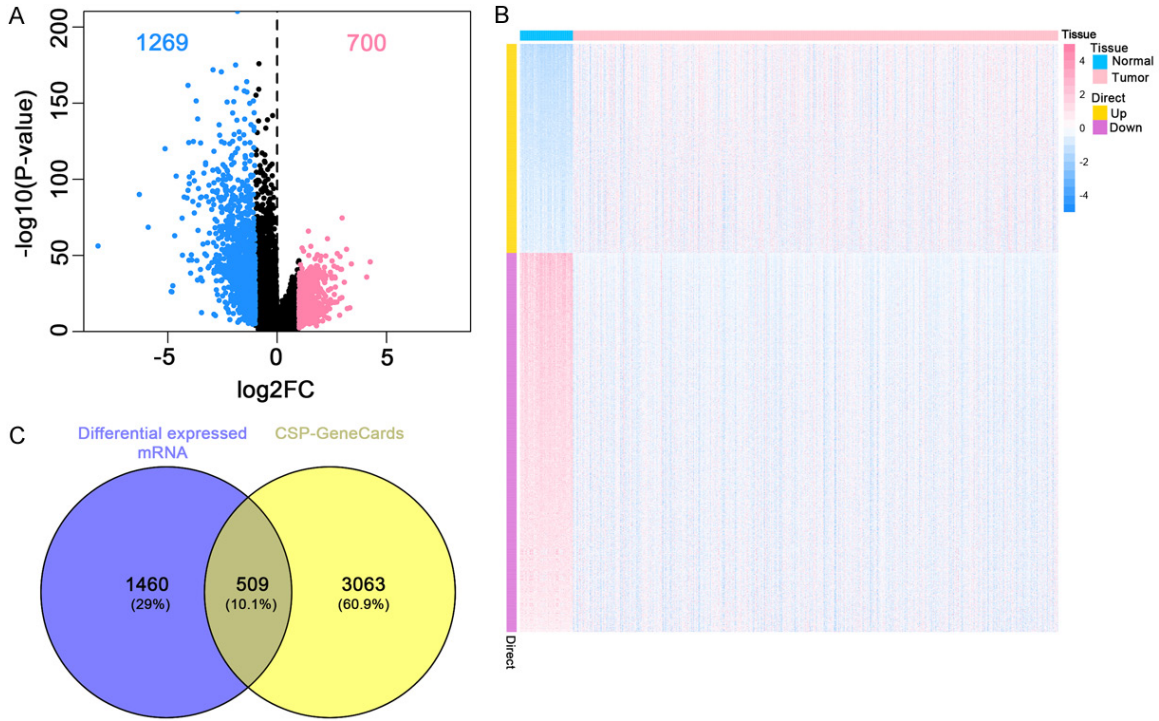 A
1269
700
200
150
100
50
0
-log10(P-value)
-5
0
5
log2FC
B
Tissue
4
2
0
-2
-4
Tissue
Normal
Tumor
Direct
Up
Down
Direct
C
Differential expressed
mRNA
CSP-GeneCards
1460
(29%)
509
(10.1%)
3063
(60.9%)